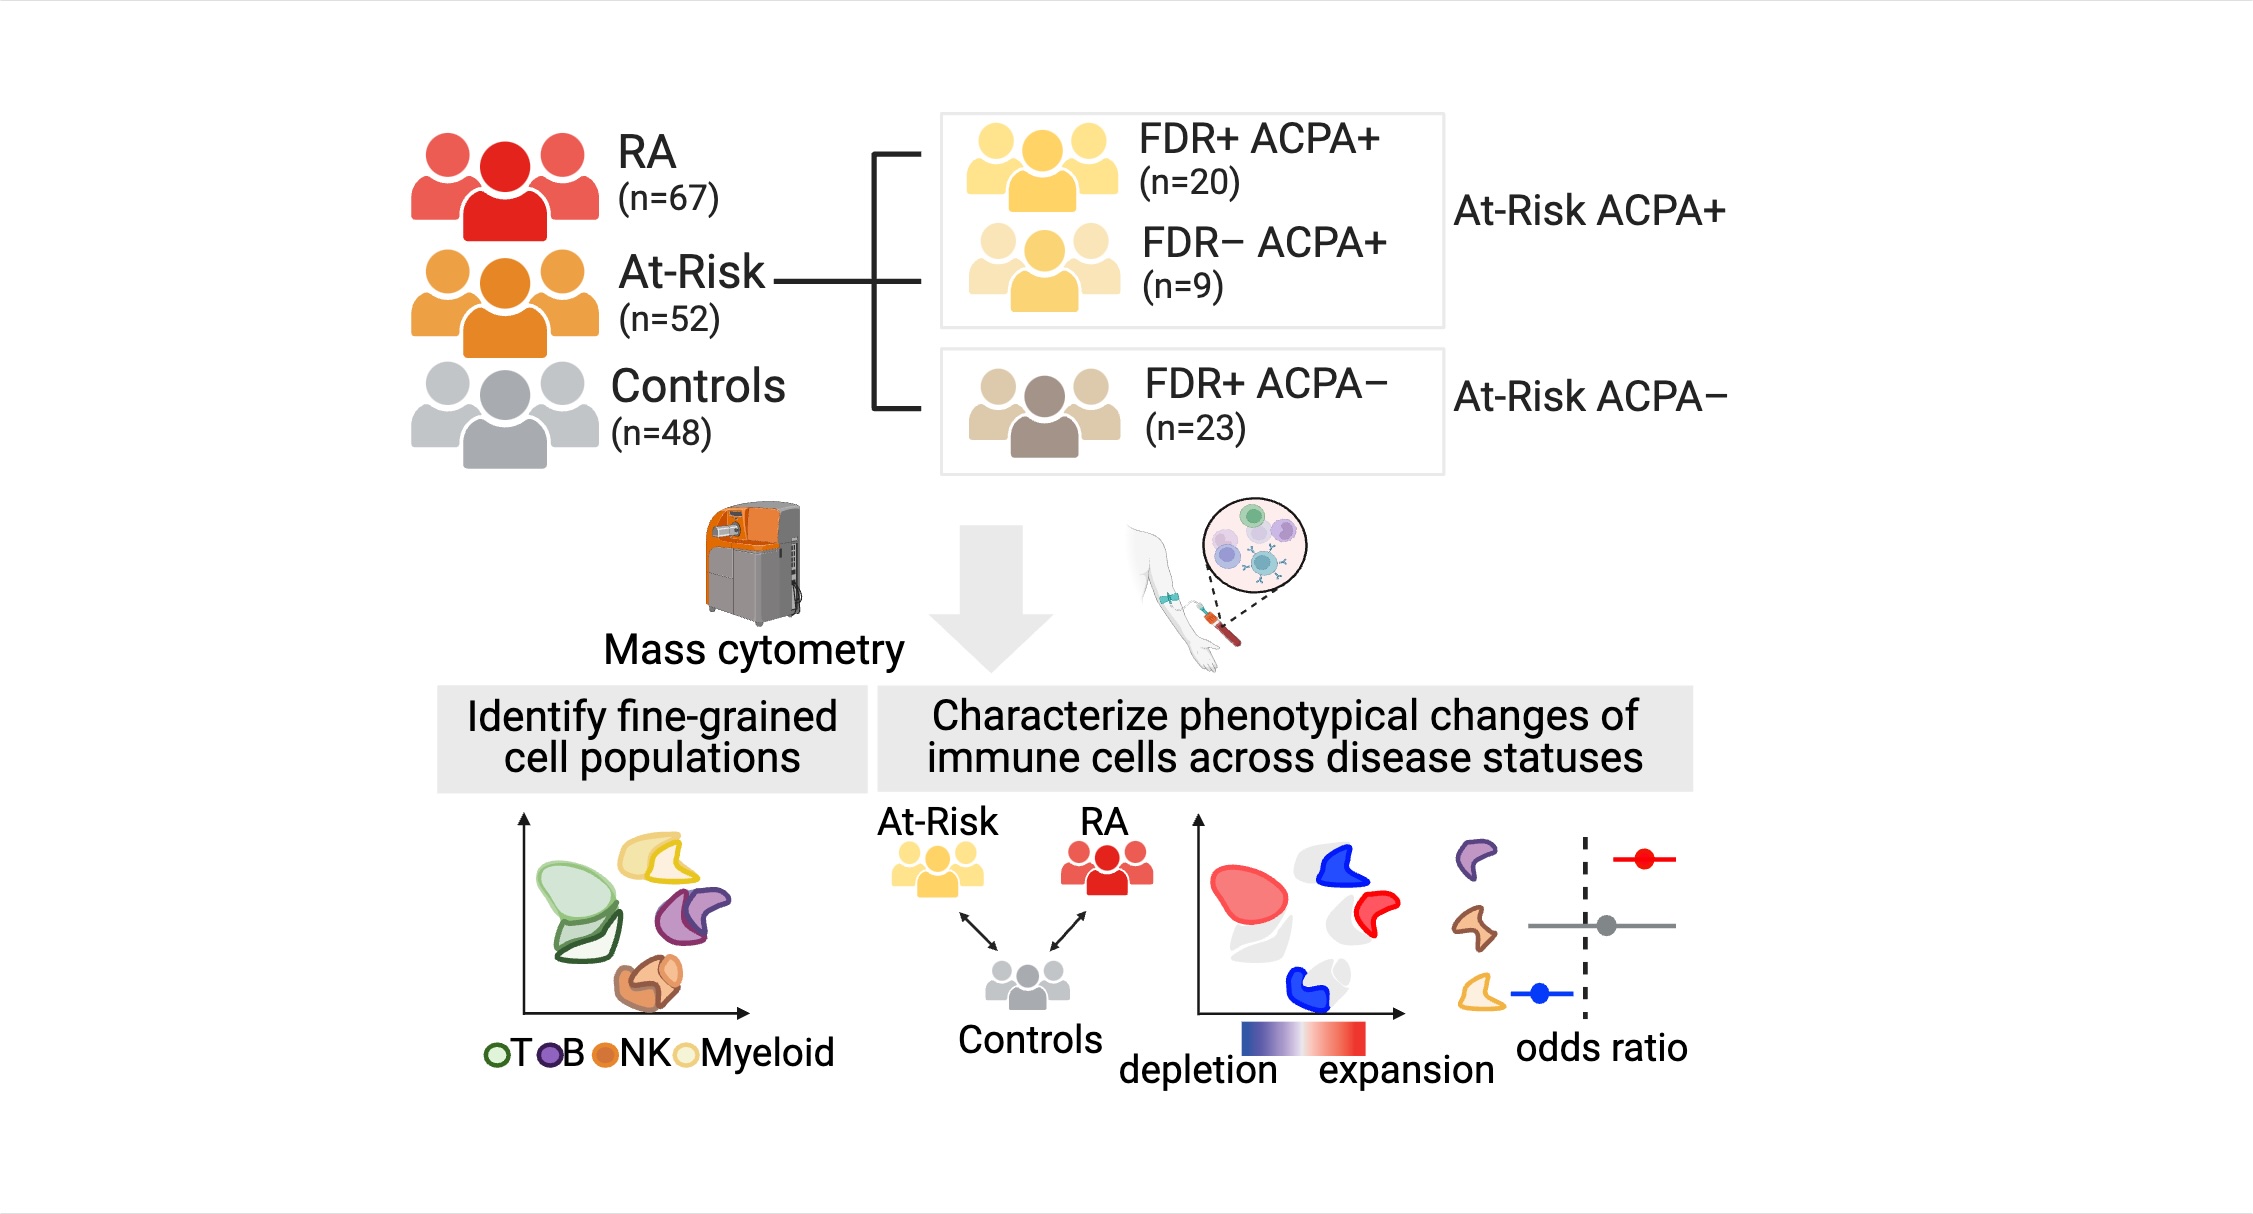 RA
(n=67)
At-Risk
(n=52)
Controls
(n=48)
FDR+ ACPA+
(n=20)
FDR− ACPA+
(n=9)
At-Risk ACPA+
FDR+ ACPA−
(n=23)
At-Risk ACPA−
Mass cytometry
Identify fine-grained
cell populations
Characterize phenotypical changes of
immune cells across disease statuses
T B NK Myeloid
At-Risk
RA
Controls
depletion
expansion
odds ratio